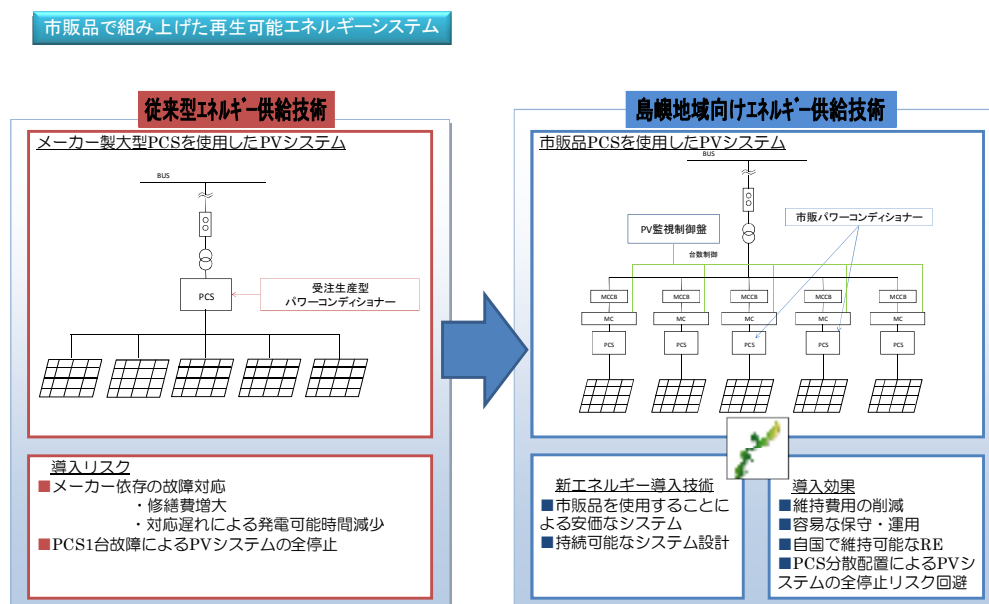 市販品で組み上げた再生可能エネルギーシステム
従来型エネルギー供給技術
メーカー製大型PCSを使用したPVシステム
BUS
PCS
受注生産型
パワーコンディショナー
導入リスク
■メーカー依存の故障対応
・修繕費増大
・対応遅れによる発電可能時間減少
■PCS1台故障によるPVシステムの全停止
島嶼地域向けエネルギー供給技術
市販品PCSを使用したPVシステム
BUS
市販パワーコンディショナー
PV監視制御盤
台数制御
MCCB MCCB MCCB MCCB MCCB
MC MC MC MC MC
PCS PCS PCS PCS PCS
新エネルギー導入技術
■市販品を使用することに
よる安価なシステム
■持続可能なシステム設計
導入効果
■維持費用の削減
■容易な保守・運用
■自国で維持可能なRE
■PCS分散配置によるPVシ
ステムの全停止リスク回避